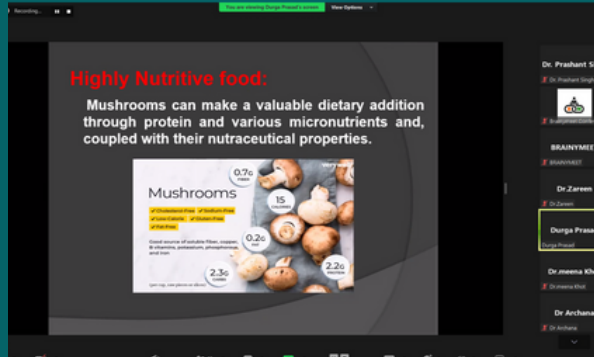 Recording...
You are viewing Durga Prasad's screen View Options
Highly Nutritive food:
Mushrooms can make a valuable dietary addition
through protein and various micronutrients and,
coupled with their nutraceutical properties.
Mushrooms
✓ Cholesterol-Free ✓ Sodium-Free
✓ Low-Calorie ✓ Gluten-Free
✓ Fat-Free
Good source of soluble fiber, copper,
B vitamins, potassium, phosphorous,
and iron
0.7G
FIBER
15
CALORIES
0.2G
FAT
2.3G
CARBS
2.2G
PROTEIN
Dr. Prashant S
Dr. Prashant Singh
BRAINYMEE
BRAINYMEET
Dr.Zareen
Dr.Zareen
Durga Prasa
Durga Prasad
Dr.meena Kh
Dr.meena Khot
Dr Archana
Dr Archana